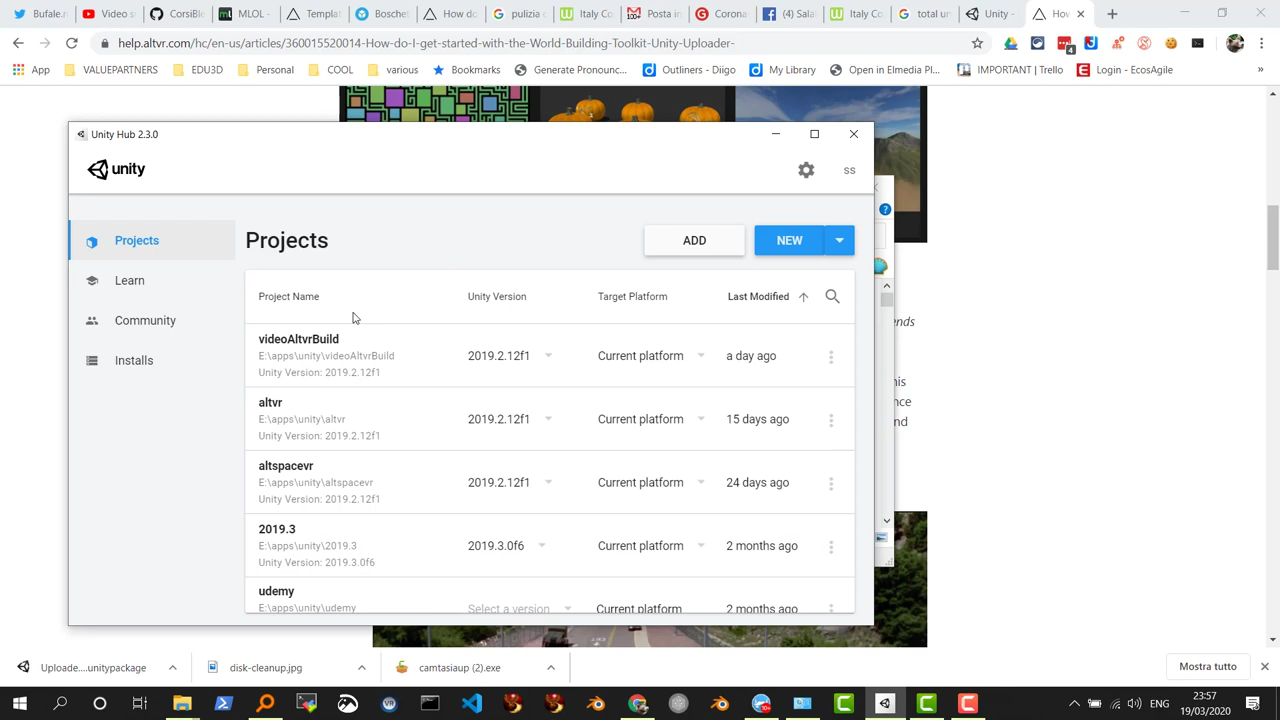 Bufale.n
Video s
CorsiBle
MLOL -
Templat
Boschet
How do
pulizia c
Italy Co
Posta in
Corona
Salal
Italy Co
total un
Unity -
How
help.altvr.com/hc/en-us/articles/360015520014-How-do-I-get-started-with-the-World-Building-Toolkit-Unity-Uploader-
4
App
VALUEPARTNERS
EDU3D
Personal
COOL
Various
Bookmarks
Generate Pronounc...
Outliners - Diigo
My Library
Open in Elmedia Pl...
IMPORTANT | Trello
Login - EcosAgile
»
Unity Hub 2.3.0
unity
ss
Projects
Learn
Community
Installs
Projects
ADD
NEW
Project Name
Unity Version
Target Platform
Last Modified
videoAltvrBuild
E:\apps\unity\videoAltvrBuild
Unity Version: 2019.2.12f1
2019.2.12f1
Current platform
a day ago
altvr
E:\apps\unity\altvr
Unity Version: 2019.2.12f1
2019.2.12f1
Current platform
15 days ago
altspacevr
E:\apps\unity\altspacevr
Unity Version: 2019.2.12f1
2019.2.12f1
Current platform
24 days ago
2019.3
E:\apps\unity\2019.3
Unity Version: 2019.3.0f6
2019.3.0f6
Current platform
2 months ago
udemy
E:\apps\unity\udemy
Select a version
Current platform
2 months ago
ends
his
nce
nd
Uploade....unitypackage
disk-cleanup.jpg
camtasiaup (2).exe
Mostra tutto
ENG
23:57
19/03/2020